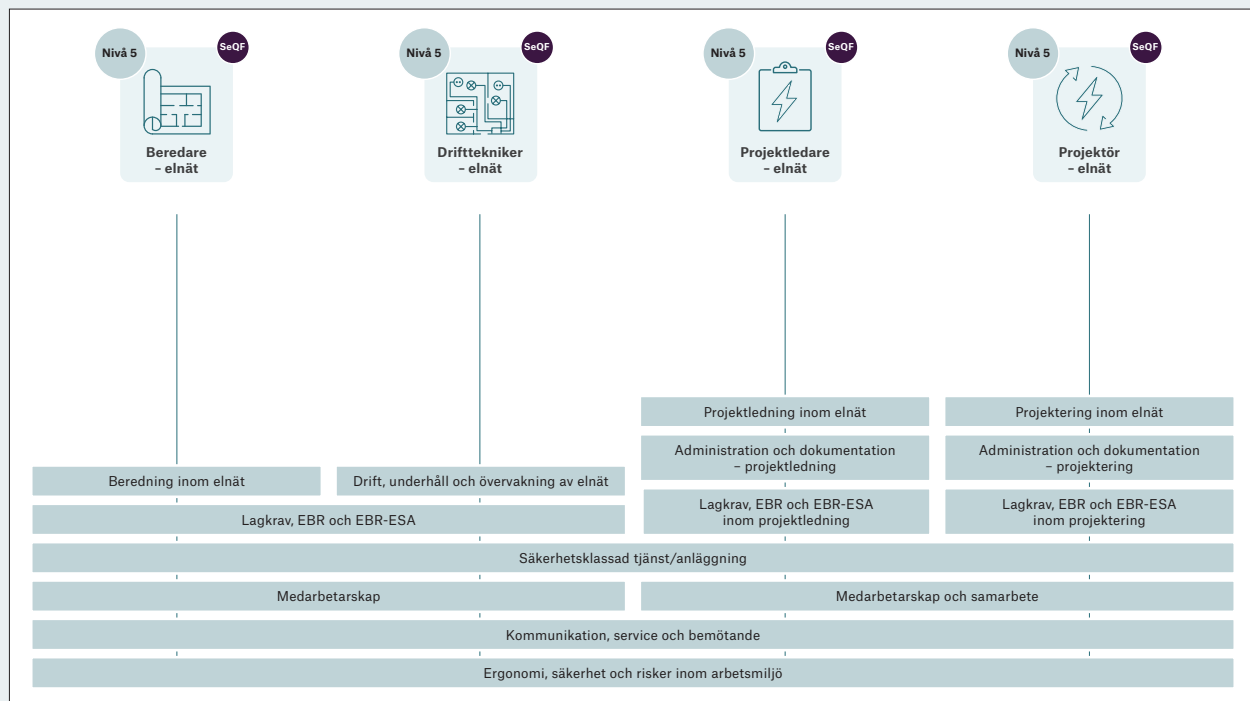 Nivå 5
SeQF
Beredare
– elnät
Nivå 5
SeQF
Drifttekniker
– elnät
Nivå 5
SeQF
Projektledare
– elnät
Nivå 5
SeQF
Projektör
– elnät
Projektledning inom elnät
Projektering inom elnät
Administration och dokumentation
– projektledning
Administration och dokumentation
– projektering
Beredning inom elnät
Drift, underhåll och övervakning av elnät
Lagkrav, EBR och EBR-ESA
Lagkrav, EBR och EBR-ESA
inom projektledning
Lagkrav, EBR och EBR-ESA
inom projektering
Säkerhetsklassad tjänst/anläggning
Medarbetarskap
Medarbetarskap och samarbete
Kommunikation, service och bemötande
Ergonomi, säkerhet och risker inom arbetsmiljö